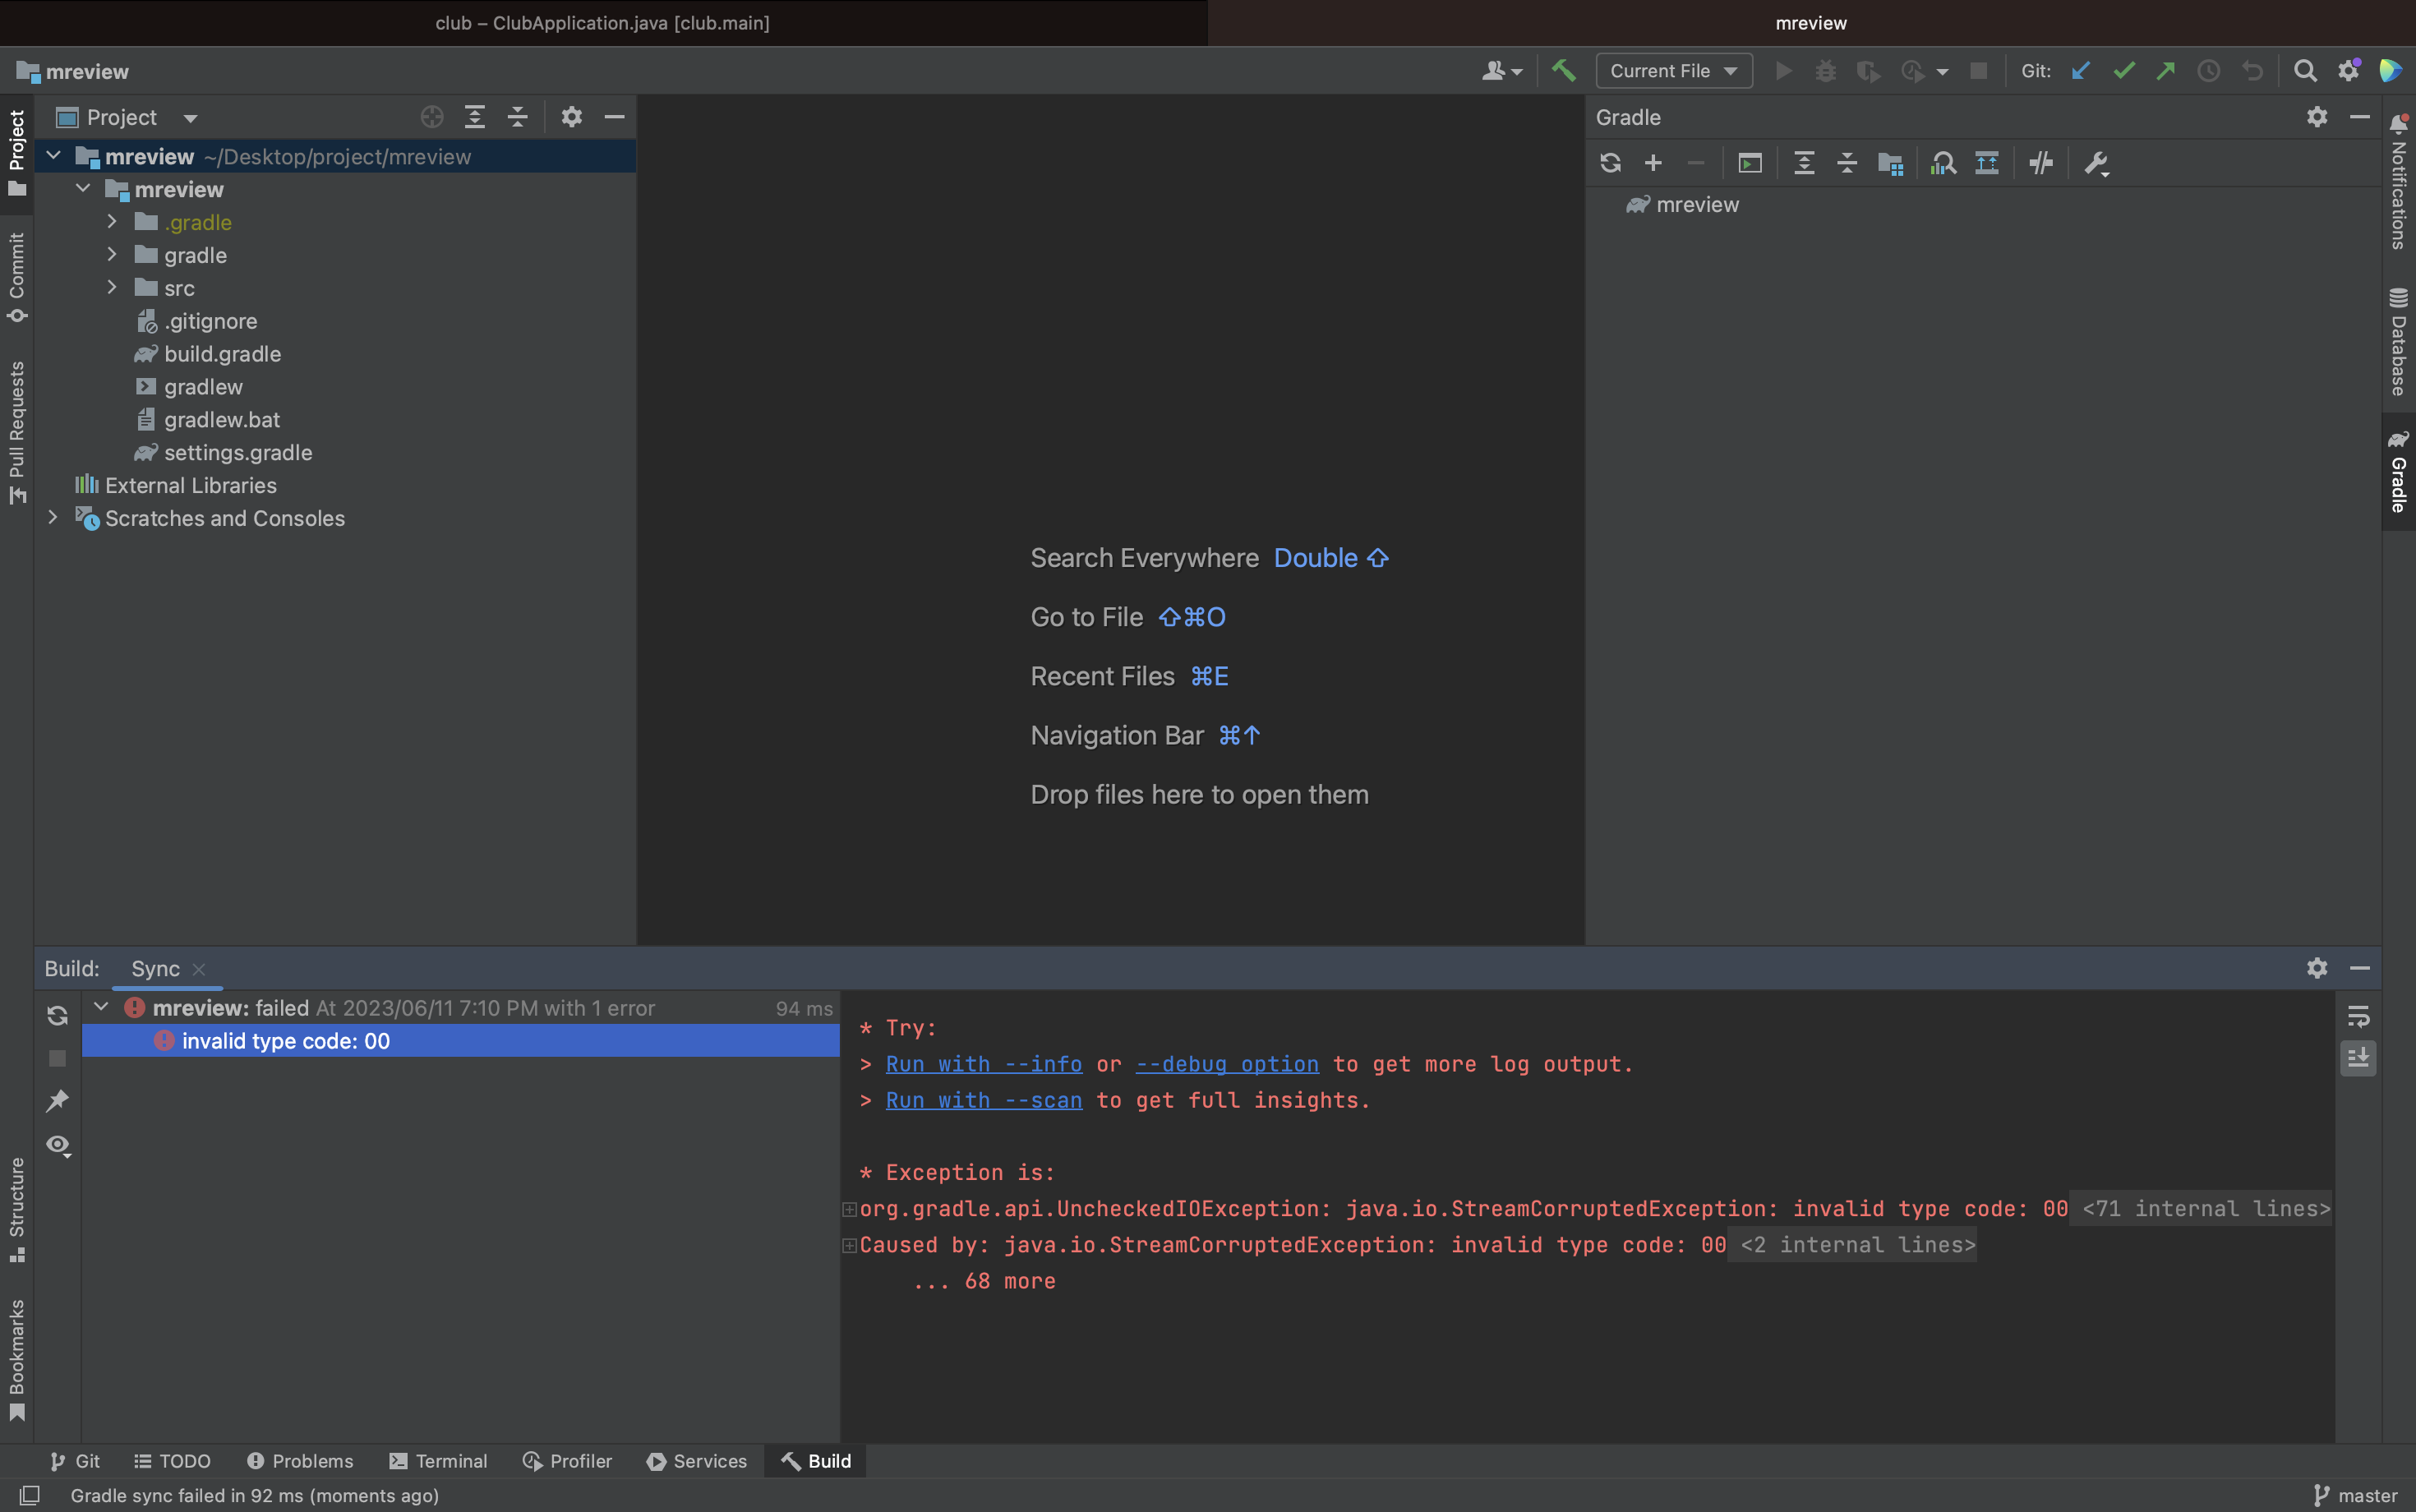 club – ClubApplication.java [club.main]
mreview
mreview
Current File
Git:
Project
mreview ~/Desktop/project/mreview
mreview
.gradle
gradle
src
.gitignore
build.gradle
gradlew
gradlew.bat
settings.gradle
External Libraries
Scratches and Consoles
Project
Commit
Pull Requests
Structure
Bookmarks
Search Everywhere Double ⇧
Go to File ⇧⌘O
Recent Files ⌘E
Navigation Bar ⌘↑
Drop files here to open them
Gradle
mreview
Notifications
Database
Gradle
Build: Sync
mreview: failed At 2023/06/11 7:10 PM with 1 error 94 ms
invalid type code: 00
* Try:
> Run with --info or --debug option to get more log output.
> Run with --scan to get full insights.
* Exception is:
org.gradle.api.UncheckedIOException: java.io.StreamCorruptedException: invalid type code: 00 <71 internal lines>
Caused by: java.io.StreamCorruptedException: invalid type code: 00 <2 internal lines>
... 68 more
Git
TODO
Problems
Terminal
Profiler
Services
Build
Gradle sync failed in 92 ms (moments ago)
master